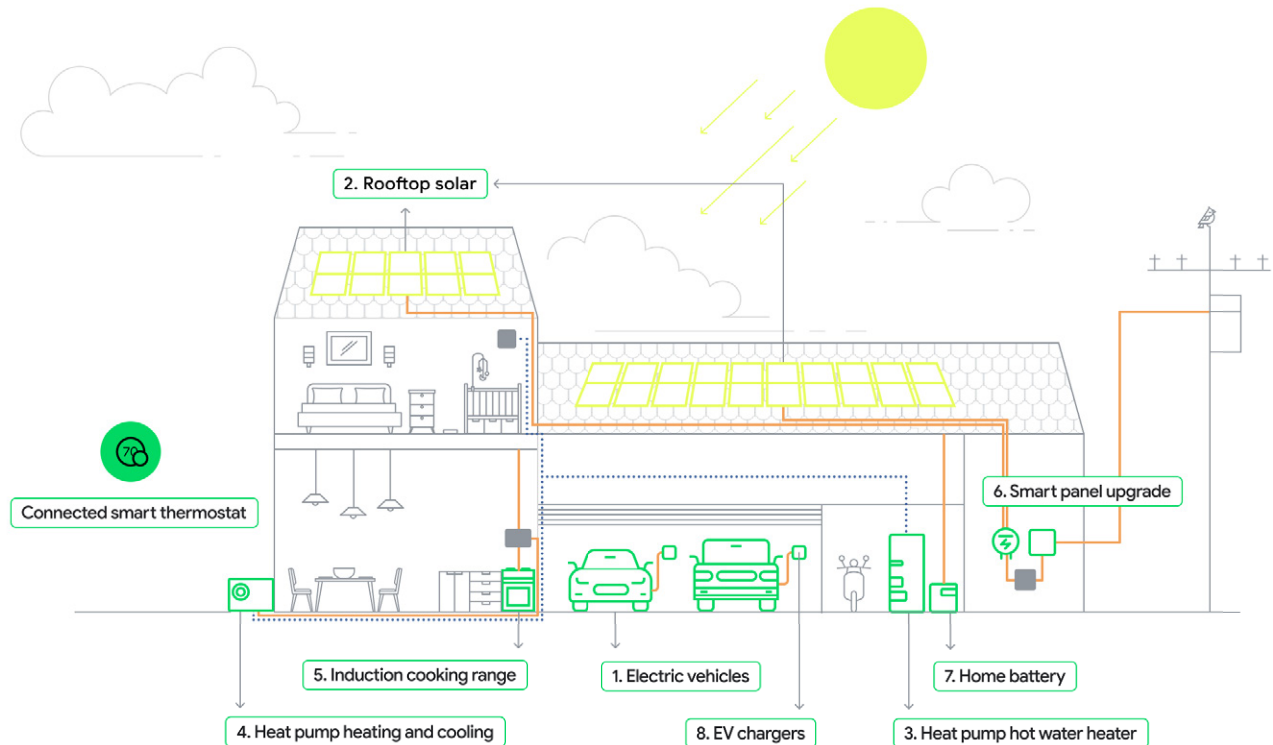 2. Rooftop solar
70
Connected smart thermostat
6. Smart panel upgrade
5. Induction cooking range
1. Electric vehicles
7. Home battery
4. Heat pump heating and cooling
8. EV chargers
3. Heat pump hot water heater